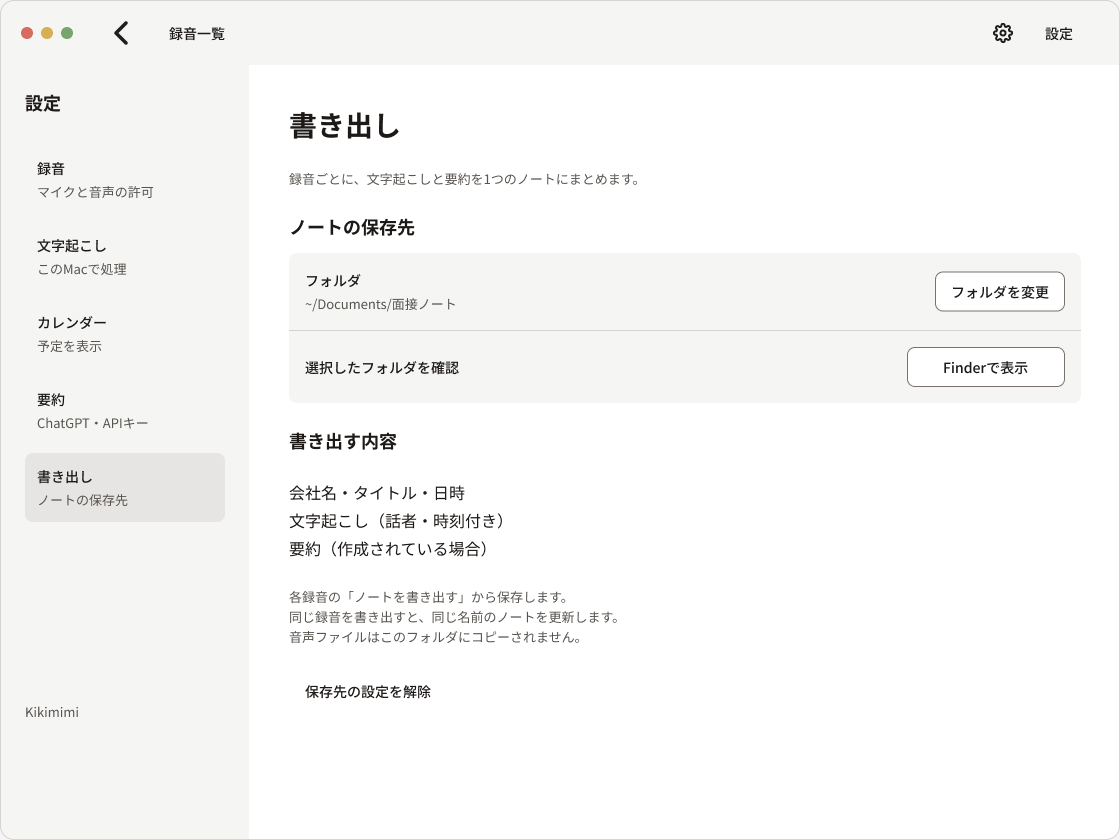 録音一覧
設定
設定
録音
マイクと音声の許可
文字起こし
このMacで処理
カレンダー
予定を表示
要約
ChatGPT・APIキー
書き出し
ノートの保存先
Kikimimi
書き出し
録音ごとに、文字起こしと要約を1つのノートにまとめます。
ノートの保存先
フォルダ
~/Documents/面接ノート
フォルダを変更
選択したフォルダを確認
Finderで表示
書き出す内容
会社名・タイトル・日時
文字起こし（話者・時刻付き）
要約（作成されている場合）
各録音の「ノートを書き出す」から保存します。
同じ録音を書き出すと、同じ名前のノートを更新します。
音声ファイルはこのフォルダにコピーされません。
保存先の設定を解除